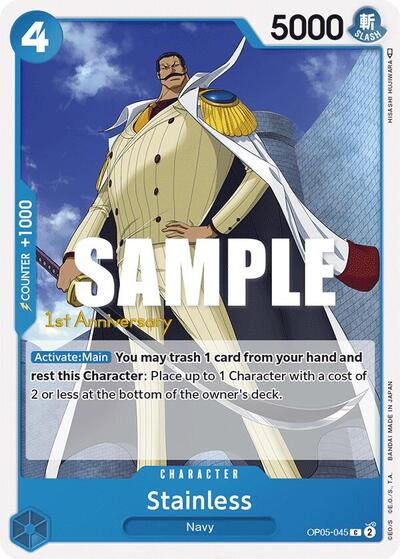 4
5000
斬
SLASH
HISASHI HUJIWARA
COUNTER +1000
SAMPLE
1st Anniversary
Activate:Main You may trash 1 card from your hand and
rest this Character: Place up to 1 Character with a cost of
2 or less at the bottom of the owner's deck.
CHARACTER
Stainless
Navy
OP05-045 C 2
©E.O./S. ©E.O./S., T.A. BANDAI MADE IN JAPAN